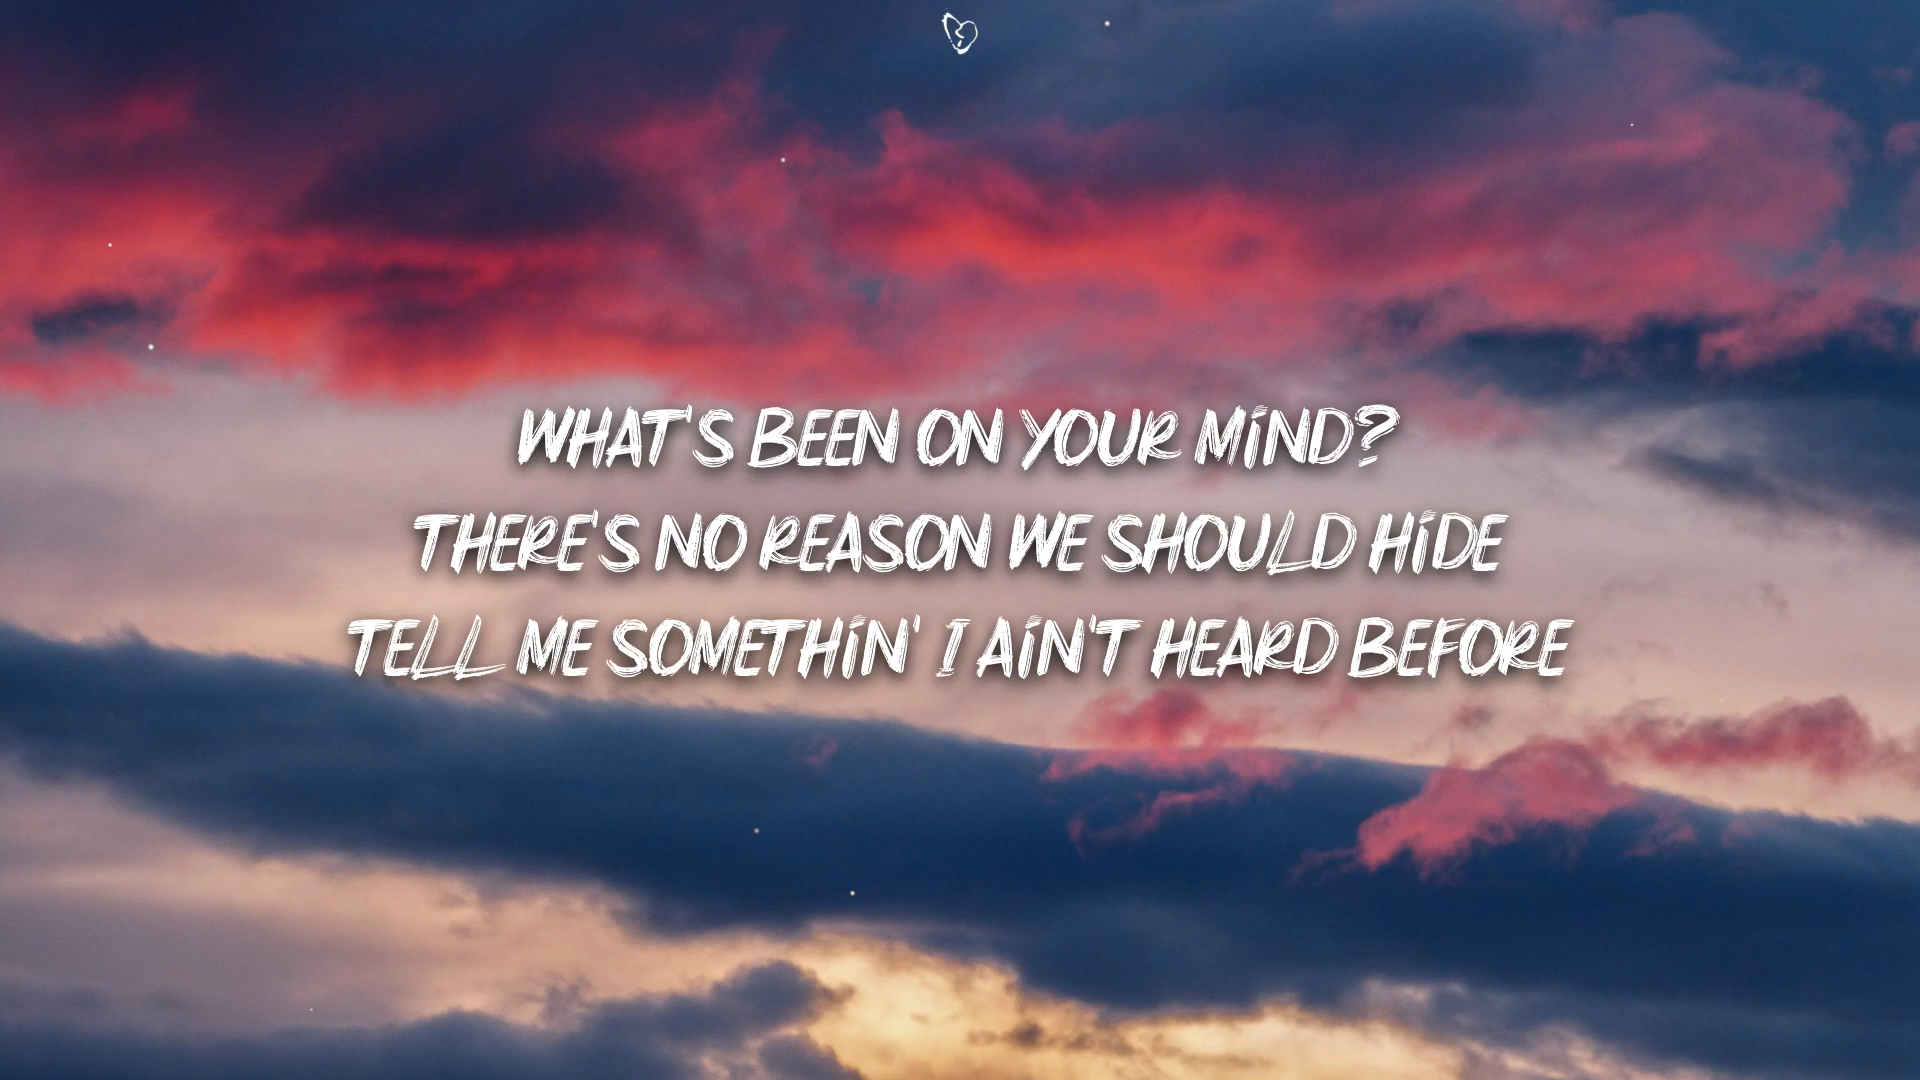 WHAT'S BEEN ON YOUR MIND?
THERE'S NO REASON WE SHOULD HIDE
TELL ME SOMETHIN' I AIN'T HEARD BEFORE